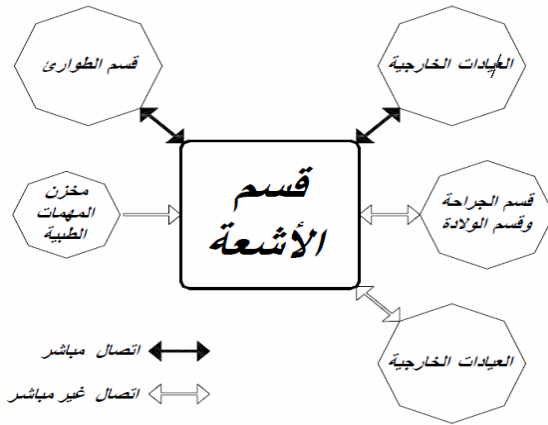 العيادات الخارجية
قسم الطوارئ
قسم
الأشعة
قسم الجراحة
وقسم الولادة
مخزن
المهمات
الطبية
العيادات الخارجية
اتصال مباشر
اتصال غير مباشر